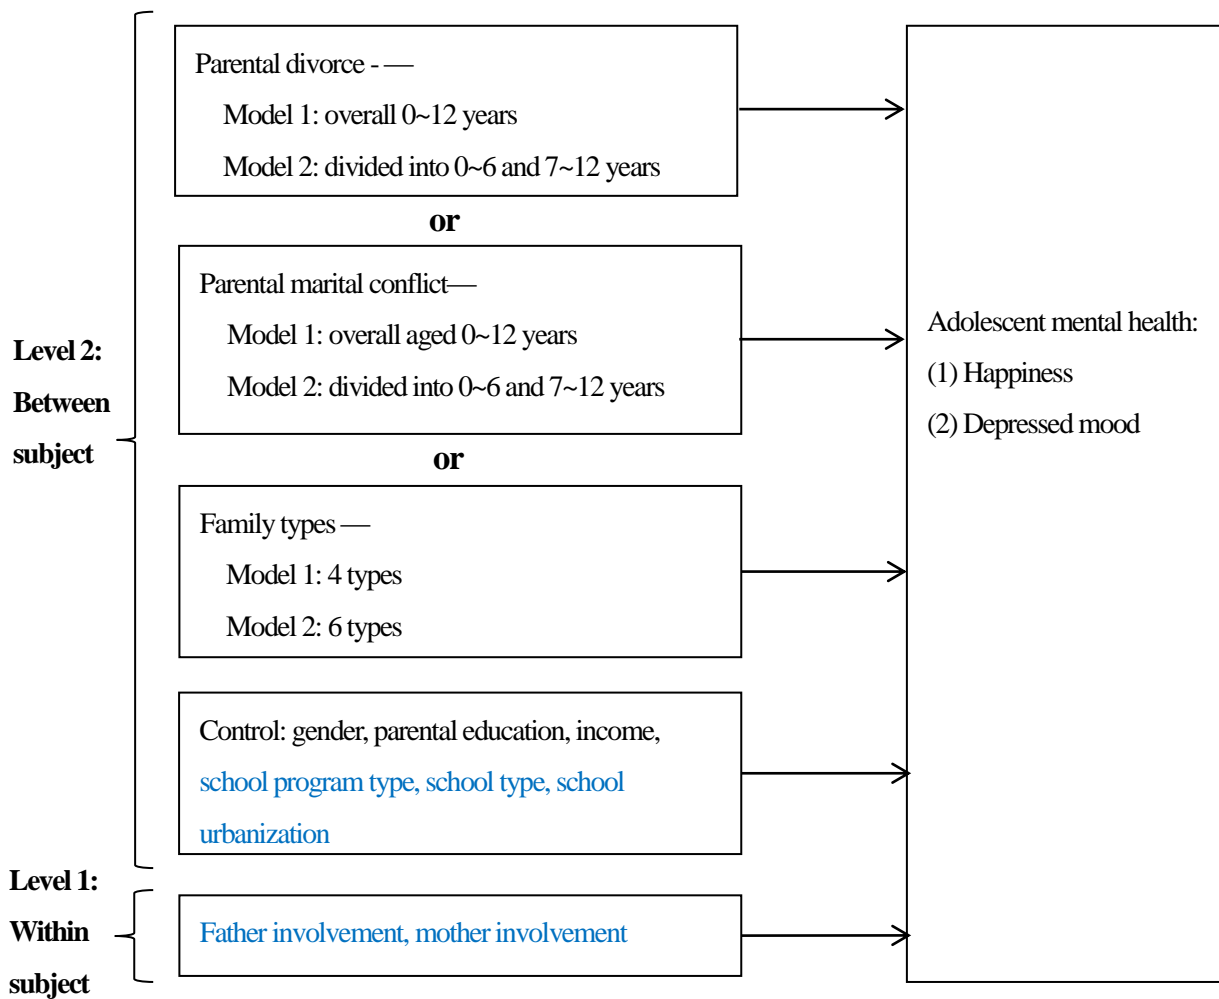 Parental divorce - —
Model 1: overall 0~12 years
Model 2: divided into 0~6 and 7~12 years
or
Parental marital conflict—
Model 1: overall aged 0~12 years
Model 2: divided into 0~6 and 7~12 years
or
Family types —
Model 1: 4 types
Model 2: 6 types
Control: gender, parental education, income,
school program type, school type, school
urbanization
Level 2:
Between
subject
Level 1:
Within
subject
Father involvement, mother involvement
Adolescent mental health:
(1) Happiness
(2) Depressed mood